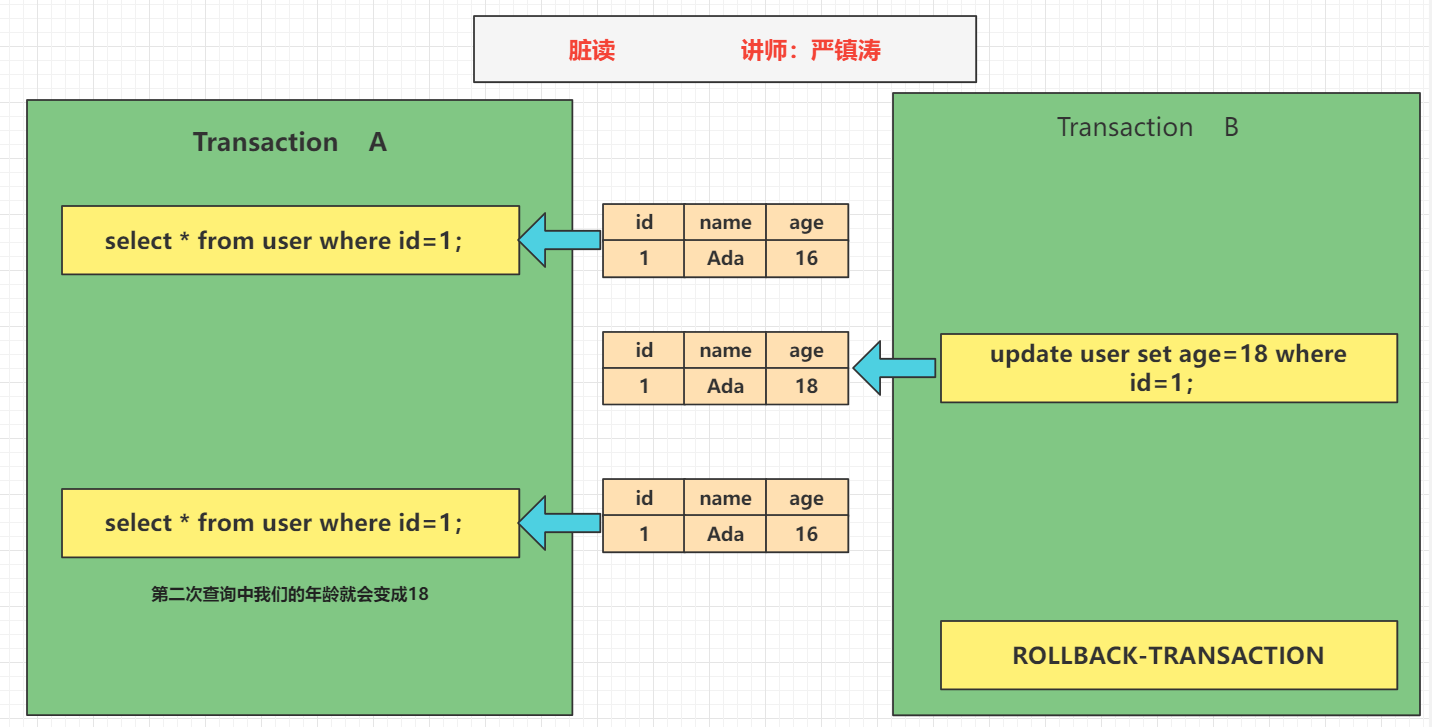 脏读 讲师：严镇涛
Transaction A
Transaction B
select * from user where id=1;
id name age
1 Ada 16
id name age
1 Ada 18
update user set age=18 where
id=1;
select * from user where id=1;
id name age
1 Ada 16
第二次查询中我们的年龄就会变成18
ROLLBACK-TRANSACTION